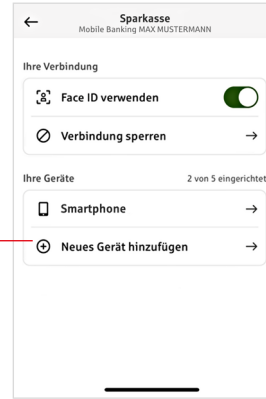 Sparkasse
Mobile Banking MAX MUSTERMANN
Ihre Verbindung
Face ID verwenden
Verbindung sperren
Ihre Geräte 2 von 5 eingerichtet
Smartphone
Neues Gerät hinzufügen